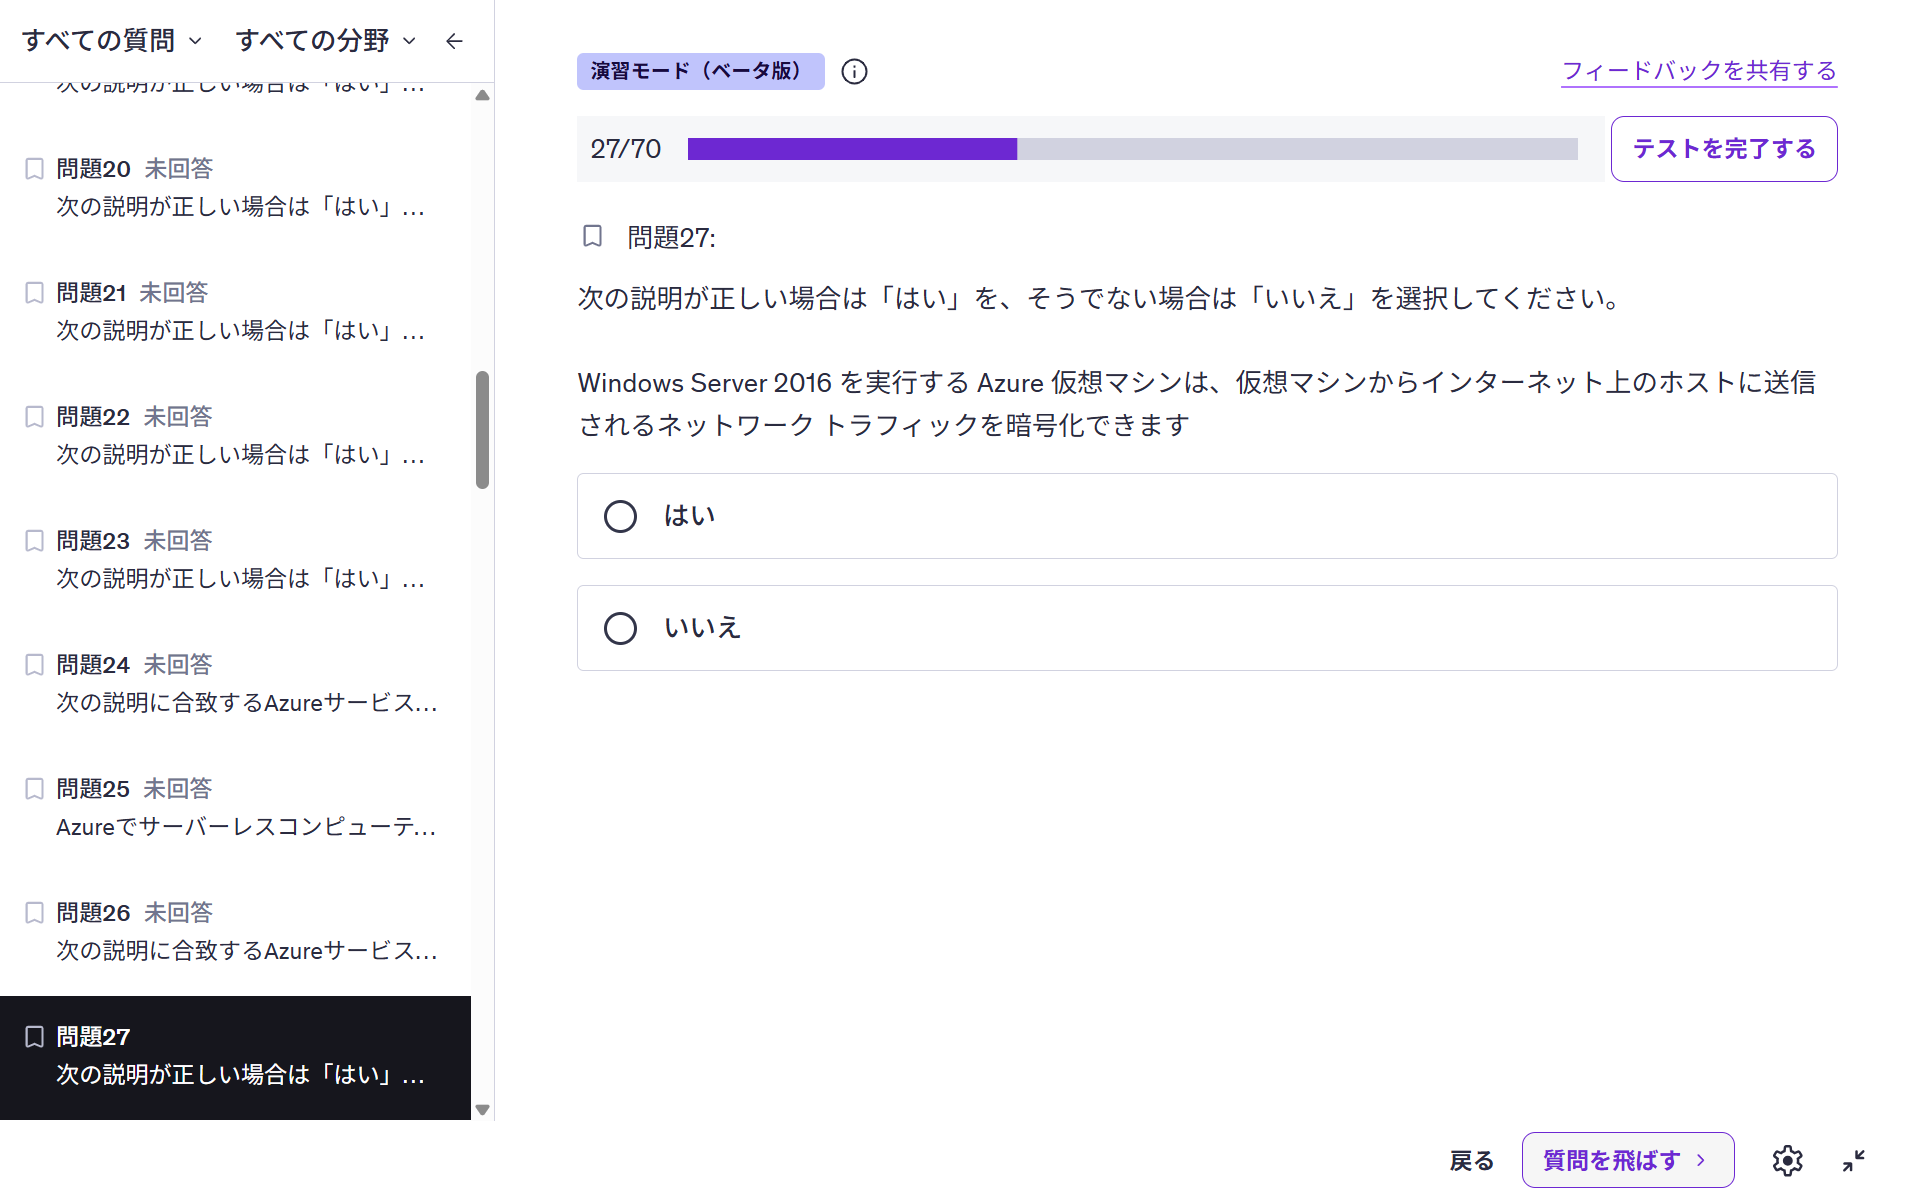 すべての質問
すべての分野
次の説明が正しい場合は「はい」...
問題20 未回答
次の説明が正しい場合は「はい」...
問題21 未回答
次の説明が正しい場合は「はい」...
問題22 未回答
次の説明が正しい場合は「はい」...
問題23 未回答
次の説明が正しい場合は「はい」...
問題24 未回答
次の説明に合致するAzureサービス...
問題25 未回答
Azureでサーバーレスコンピューテ...
問題26 未回答
次の説明に合致するAzureサービス...
問題27
次の説明が正しい場合は「はい」...
演習モード（ベータ版）
フィードバックを共有する
27/70
テストを完了する
問題27:
次の説明が正しい場合は「はい」を、そうでない場合は「いいえ」を選択してください。
Windows Server 2016 を実行する Azure 仮想マシンは、仮想マシンからインターネット上のホストに送信
されるネットワーク トラフィックを暗号化できます
はい
いいえ
戻る
質問を飛ばす